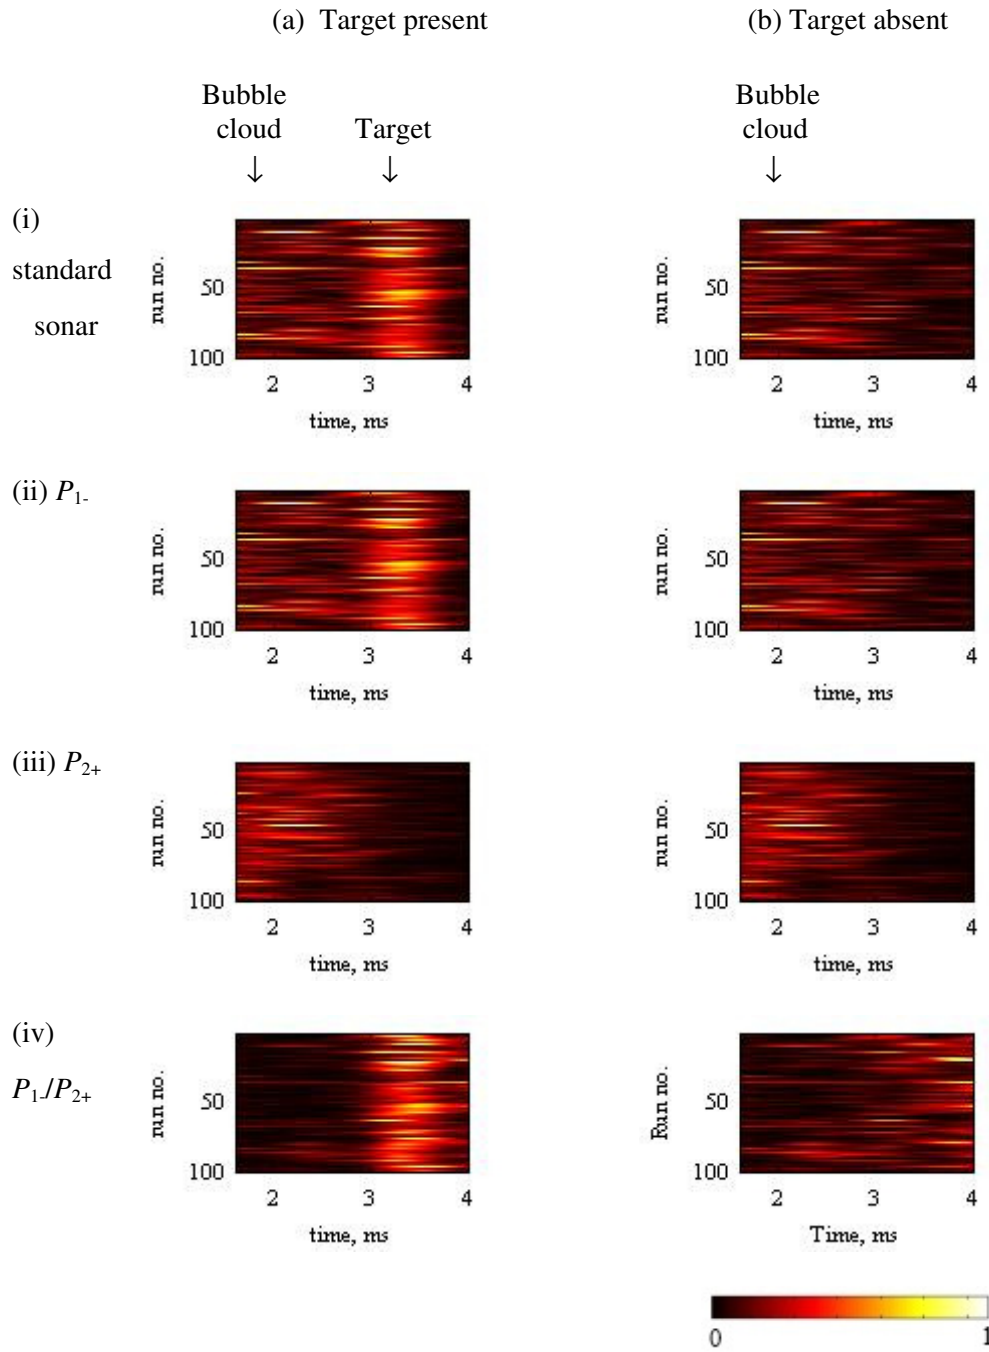 (a) Target present (b) Target absent
Bubble cloud Target Bubble cloud
↓ ↓ ↓
(i)
standard
sonar
run no.
50
100
2 3 4
time, ms
run no.
50
100
2 3 4
time, ms
(ii) P1-
run no.
50
100
2 3 4
time, ms
run no.
50
100
2 3 4
time, ms
(iii) P2+
run no.
50
100
2 3 4
time, ms
run no.
50
100
2 3 4
time, ms
(iv)
P1-/P2+
run no.
50
100
2 3 4
time, ms
Run no.
50
100
2 3 4
Time, ms
0 1